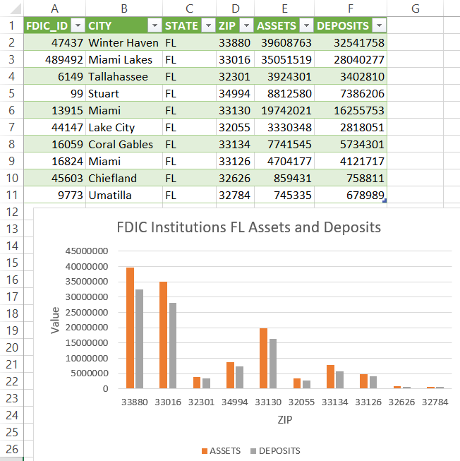 A B C D E F G
1 FDIC_ID CITY STATE ZIP ASSETS DEPOSITS
2 47437 Winter Haven FL 33880 39608763 32541758
3 489492 Miami Lakes FL 33016 35051519 28040277
4 6149 Tallahassee FL 32301 3924301 3402810
5 99 Stuart FL 34994 8812580 7386206
6 13915 Miami FL 33130 19742021 16255753
7 44147 Lake City FL 32055 3330348 2818051
8 16059 Coral Gables FL 33134 7741545 5734301
9 16824 Miami FL 33126 4704177 4121717
10 45603 Chiefland FL 32626 859431 758811
11 9773 Umatilla FL 32784 745335 678989
12
13 FDIC Institutions FL Assets and Deposits
14
15 45000000
16 40000000
17 35000000
18 30000000
19 25000000
20 20000000
21 15000000
22 10000000
23 5000000
24 0
25
26
Value
33880 33016 32301 34994 33130 32055 33134 33126 32626 32784
ZIP
ASSETS DEPOSITS